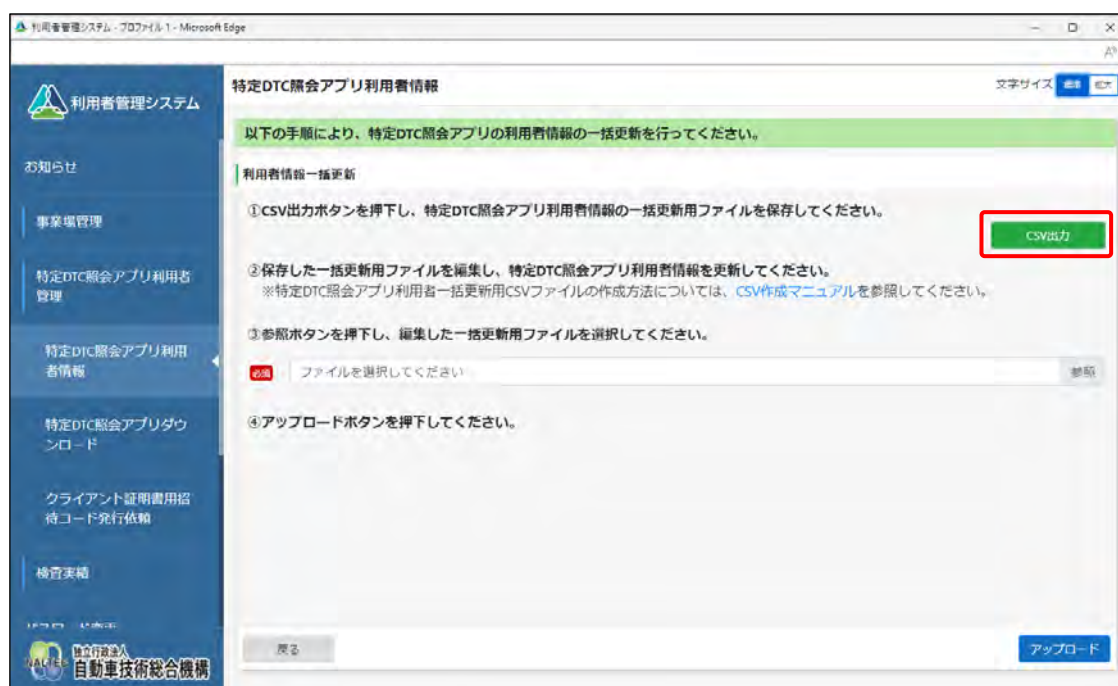 利用者管理システム - プロファイル 1 - Microsoft Edge
利用者管理システム
特定DTC照会アプリ利用者情報
文字サイズ 標準 拡大
以下の手順により、特定DTC照会アプリの利用者情報の一括更新を行ってください。
お知らせ
利用者情報一括更新
事業場管理
①CSV出力ボタンを押下し、特定DTC照会アプリ利用者情報の一括更新用ファイルを保存してください。
CSV出力
特定DTC照会アプリ利用者
管理
②保存した一括更新用ファイルを編集し、特定DTC照会アプリ利用者情報を更新してください。
※特定DTC照会アプリ利用者一括更新用CSVファイルの作成方法については、CSV作成マニュアルを参照してください。
③参照ボタンを押下し、編集した一括更新用ファイルを選択してください。
特定DTC照会アプリ利用
者情報
必須 ファイルを選択してください 参照
特定DTC照会アプリダウ
ンロード
④アップロードボタンを押下してください。
クライアント証明書用招
待コード発行依頼
検査実績
戻る
アップロード
独立行政法人
自動車技術総合機構